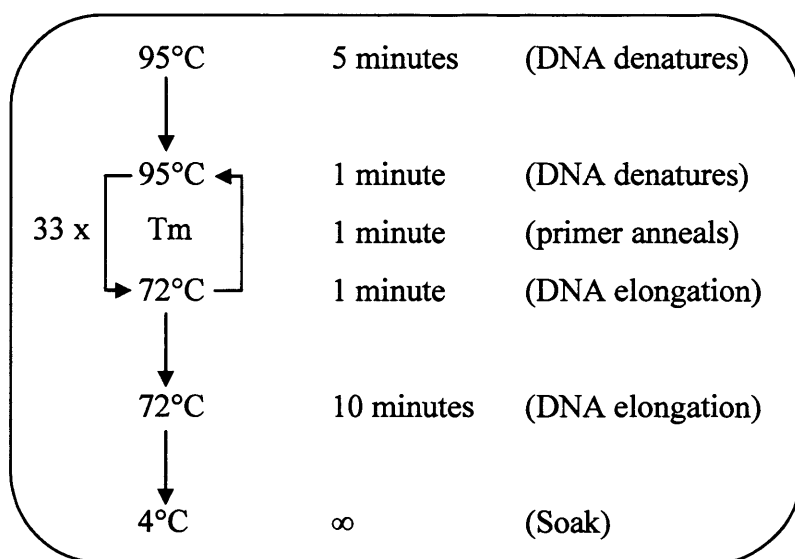 95°C 5 minutes (DNA denatures)
95°C 1 minute (DNA denatures)
33 x Tm 1 minute (primer anneals)
72°C 1 minute (DNA elongation)
72°C 10 minutes (DNA elongation)
4°C ∞ (Soak)